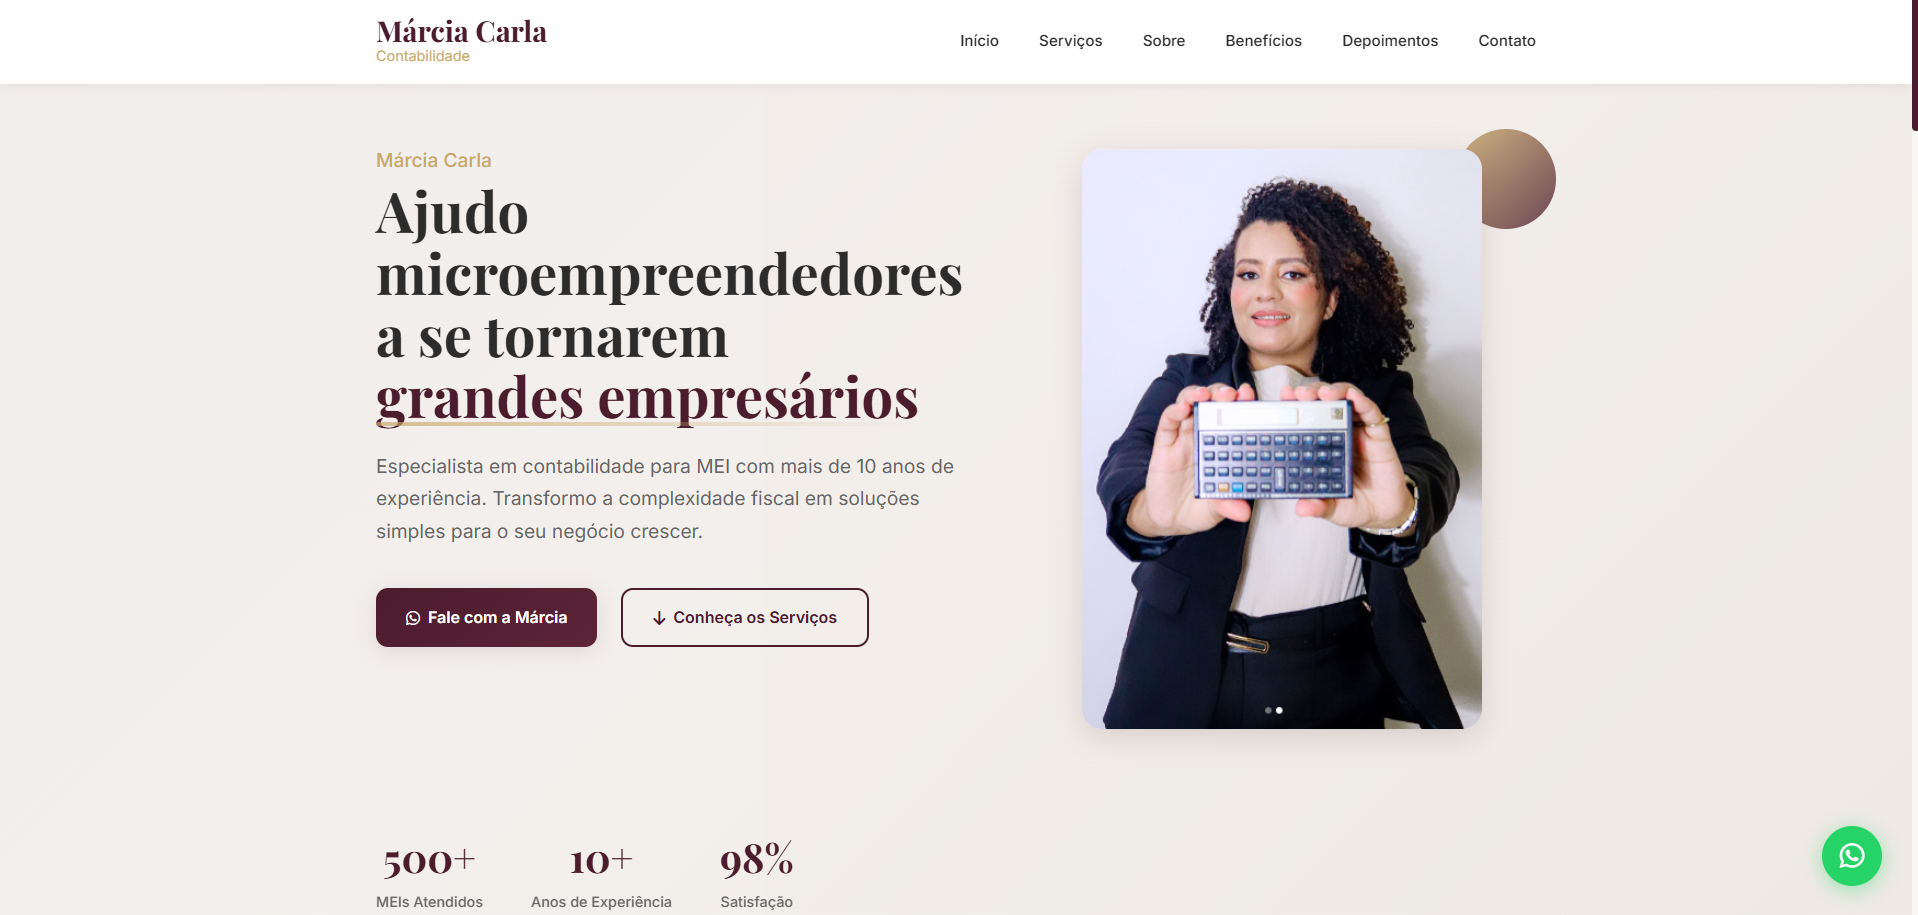 Márcia Carla
Contabilidade
Início
Serviços
Sobre
Benefícios
Depoimentos
Contato
Márcia Carla
Ajudo
microempreendedores
a se tornarem
grandes empresários
Especialista em contabilidade para MEI com mais de 10 anos de
experiência. Transformo a complexidade fiscal em soluções
simples para o seu negócio crescer.
Fale com a Márcia
Conheça os Serviços
500+
MEIs Atendidos
10+
Anos de Experiência
98%
Satisfação